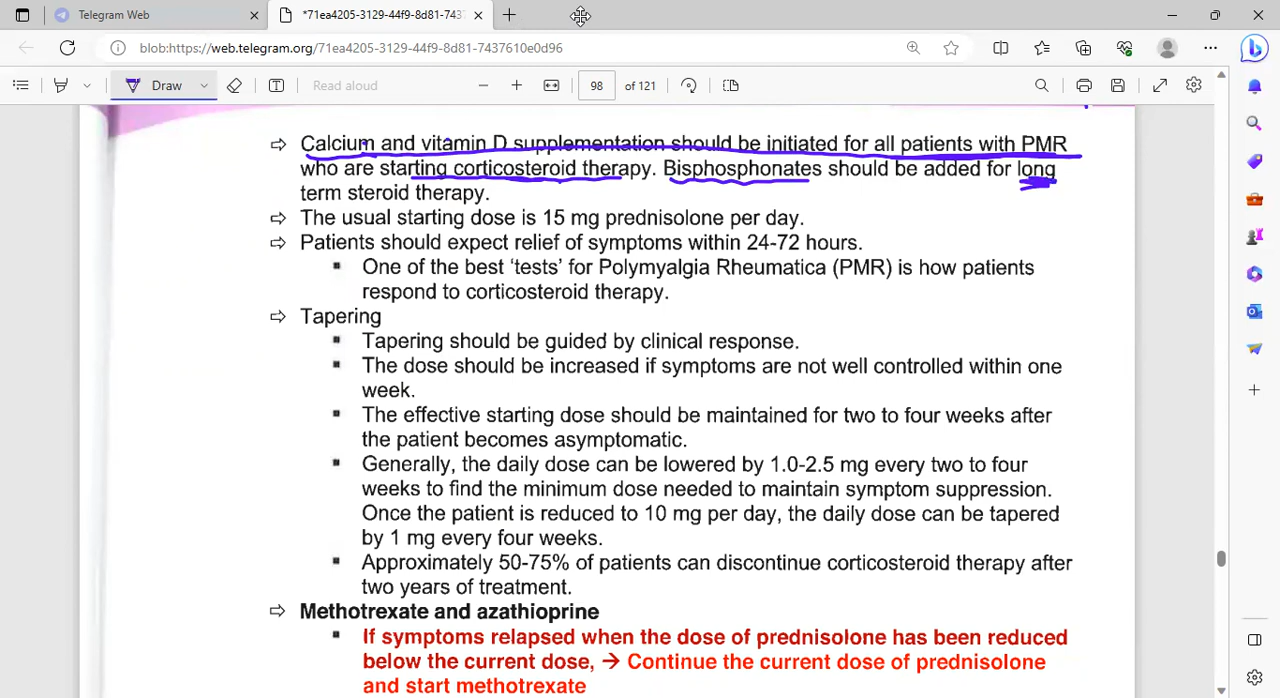 Telegram Web
*71ea4205-3129-44f9-8d81-7437
blob:https://web.telegram.org/71ea4205-3129-44f9-8d81-7437610e0d96
Draw
Read aloud
98 of 121
⇨ Calcium and vitamin D supplementation should be initiated for all patients with PMR
who are starting corticosteroid therapy. Bisphosphonates should be added for long
term steroid therapy.
⇨ The usual starting dose is 15 mg prednisolone per day.
⇨ Patients should expect relief of symptoms within 24-72 hours.
▪ One of the best ‘tests’ for Polymyalgia Rheumatica (PMR) is how patients
respond to corticosteroid therapy.
⇨ Tapering
▪ Tapering should be guided by clinical response.
▪ The dose should be increased if symptoms are not well controlled within one
week.
▪ The effective starting dose should be maintained for two to four weeks after
the patient becomes asymptomatic.
▪ Generally, the daily dose can be lowered by 1.0-2.5 mg every two to four
weeks to find the minimum dose needed to maintain symptom suppression.
Once the patient is reduced to 10 mg per day, the daily dose can be tapered
by 1 mg every four weeks.
▪ Approximately 50-75% of patients can discontinue corticosteroid therapy after
two years of treatment.
⇨ Methotrexate and azathioprine
▪ If symptoms relapsed when the dose of prednisolone has been reduced
below the current dose, → Continue the current dose of prednisolone
and start methotrexate